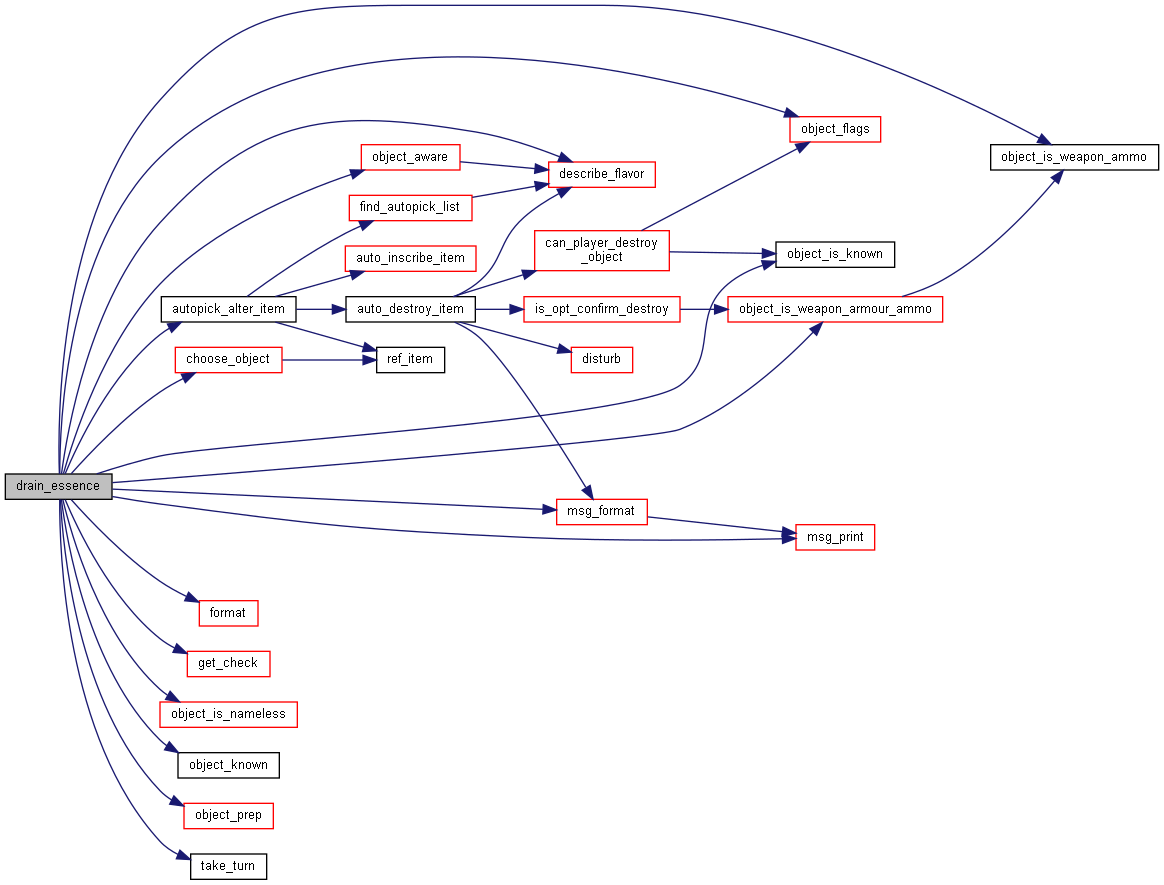 object_flags
object_is_weapon_ammo
object_aware
describe_flavor
find_autopick_list
can_player_destroy
_object
object_is_known
auto_inscribe_item
autopick_alter_item
auto_destroy_item
is_opt_confirm_destroy
object_is_weapon_armour_ammo
choose_object
ref_item
disturb
drain_essence
msg_format
msg_print
format
get_check
object_is_nameless
object_known
object_prep
take_turn